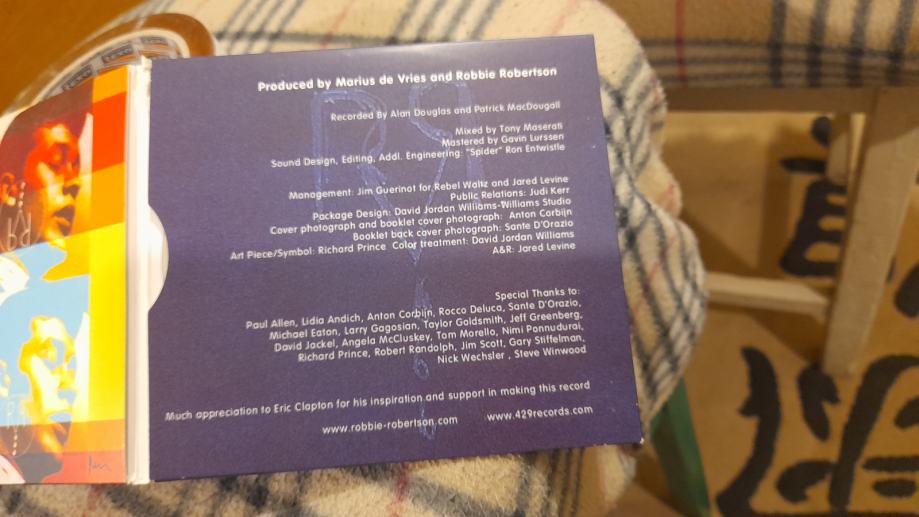 Produced by Marius de Vries and Robbie Robertson
Recorded By Alan Douglas and Patrick MacDougall
Mixed by Tony Maserati
Mastered by Gavin Lurssen
Sound Design, Editing, Addl. Engineering: "Spider" Ron Entwistle
Management: Jim Guerinot for Rebel Waltz and Jared Levine
Public Relations: Judi Kerr
Package Design: David Jordan Williams-Williams Studio
Cover photograph and booklet cover photograph: Anton Corbijn
Booklet back cover photograph: Sante D'Orazio
Art Piece/Symbol: Richard Prince Color treatment: David Jordan Williams
A&R: Jared Levine
Special Thanks to:
Paul Allen, Lidia Andich, Anton Corbijn, Rocco Deluca, Sante D'Orazio,
Michael Eaton, Larry Gagosian, Taylor Goldsmith, Jeff Greenberg,
David Jackel, Angela McCluskey, Tom Morello, Nimi Ponnudurai,
Richard Prince, Robert Randolph, Jim Scott, Gary Stiffelman,
Nick Wechsler , Steve Winwood
Much appreciation to Eric Clapton for his inspiration and support in making this record
www.robbie-robertson.com www.429records.com